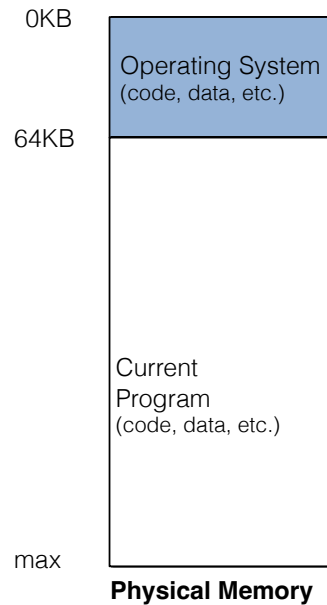 0KB
Operating System
(code, data, etc.)
64KB
Current
Program
(code, data, etc.)
max
Physical Memory